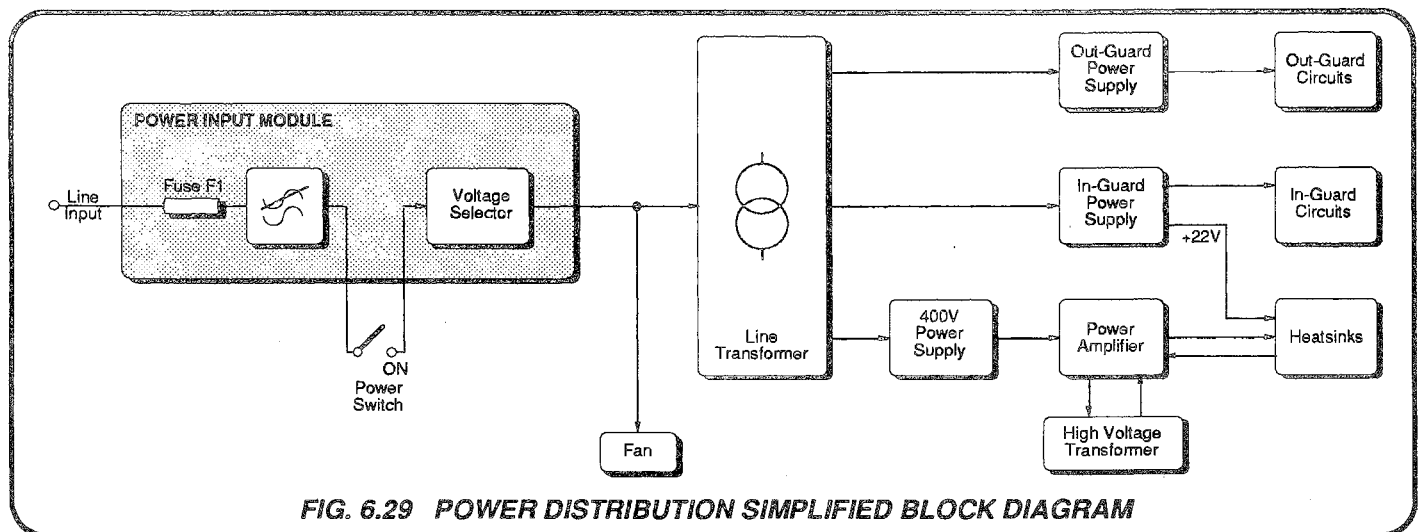 POWER INPUT MODULE
Line
Input
Fuse F1
Voltage
Selector
ON
Power
Switch
Fan
Line
Transformer
Out-Guard
Power
Supply
Out-Guard
Circuits
In-Guard
Power
Supply
+22V
In-Guard
Circuits
400V
Power
Supply
Power
Amplifier
Heatsinks
High Voltage
Transformer
FIG. 6.29 POWER DISTRIBUTION SIMPLIFIED BLOCK DIAGRAM